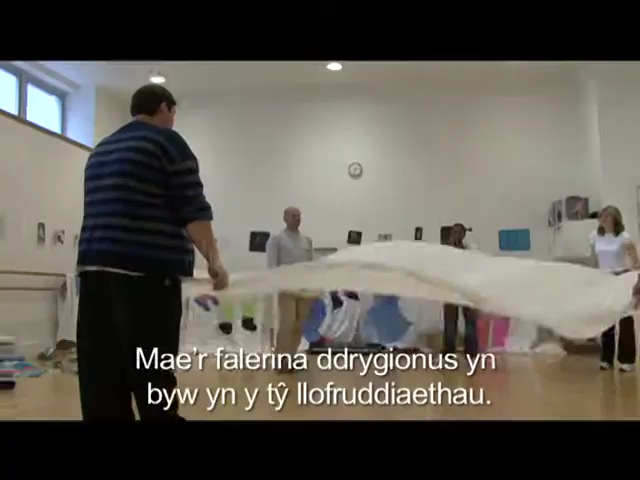 Mae'r falerina ddrygionus yn
byw yn y tŷ llofruddiaethau.